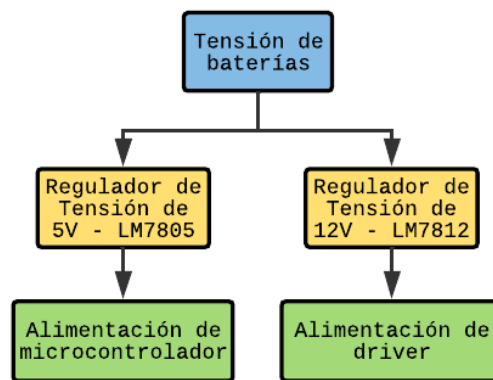 Tensión de
baterías
Regulador de
Tensión de
5V - LM7805
Regulador de
Tensión de
12V - LM7812
Alimentación de
microcontrolador
Alimentación de
driver